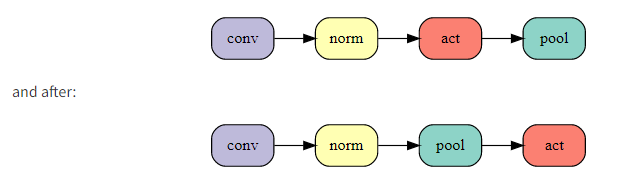 conv norm act pool
and after:
conv norm pool act